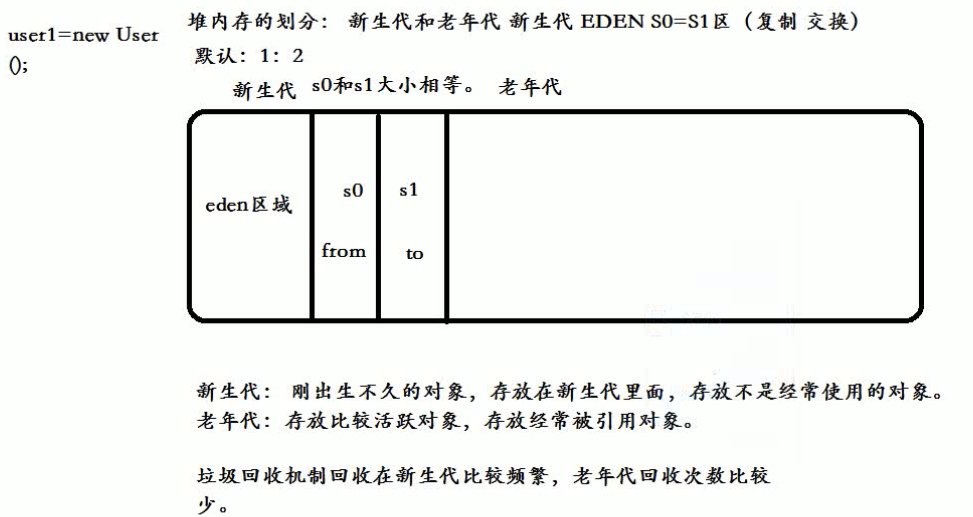 user1=new User
();
堆内存的划分： 新生代和老年代 新生代 EDEN S0=S1区（复制 交换）
默认：1：2
新生代 s0和s1大小相等。 老年代
eden区域
s0
s1
from
to
新生代： 刚出生不久的对象，存放在新生代里面，存放不是经常使用的对象。
老年代：存放比较活跃对象，存放经常被引用对象。
垃圾回收机制回收在新生代比较频繁，老年代回收次数比较
少。